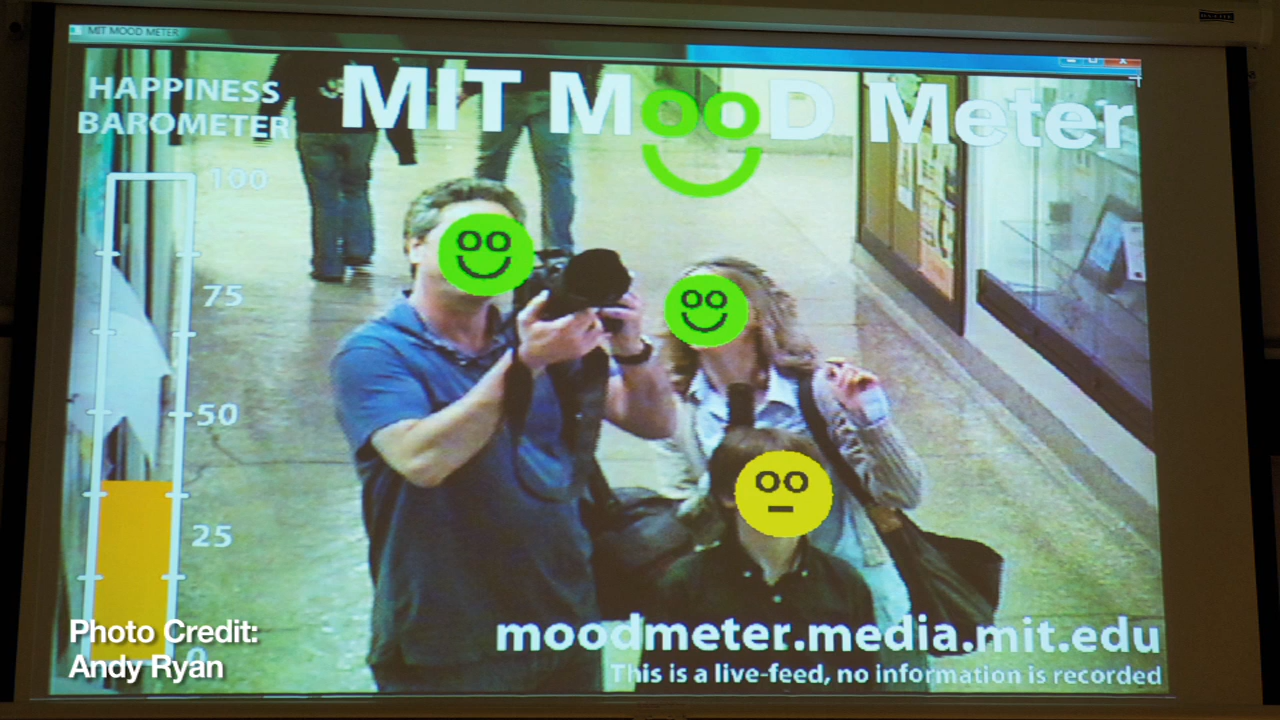 MIT MOOD METER
HAPPINESS
BAROMETER
MIT MooD Meter
100
75
50
25
0
moodmeter.media.mit.edu
This is a live-feed, no information is recorded
Photo Credit:
Andy Ryan